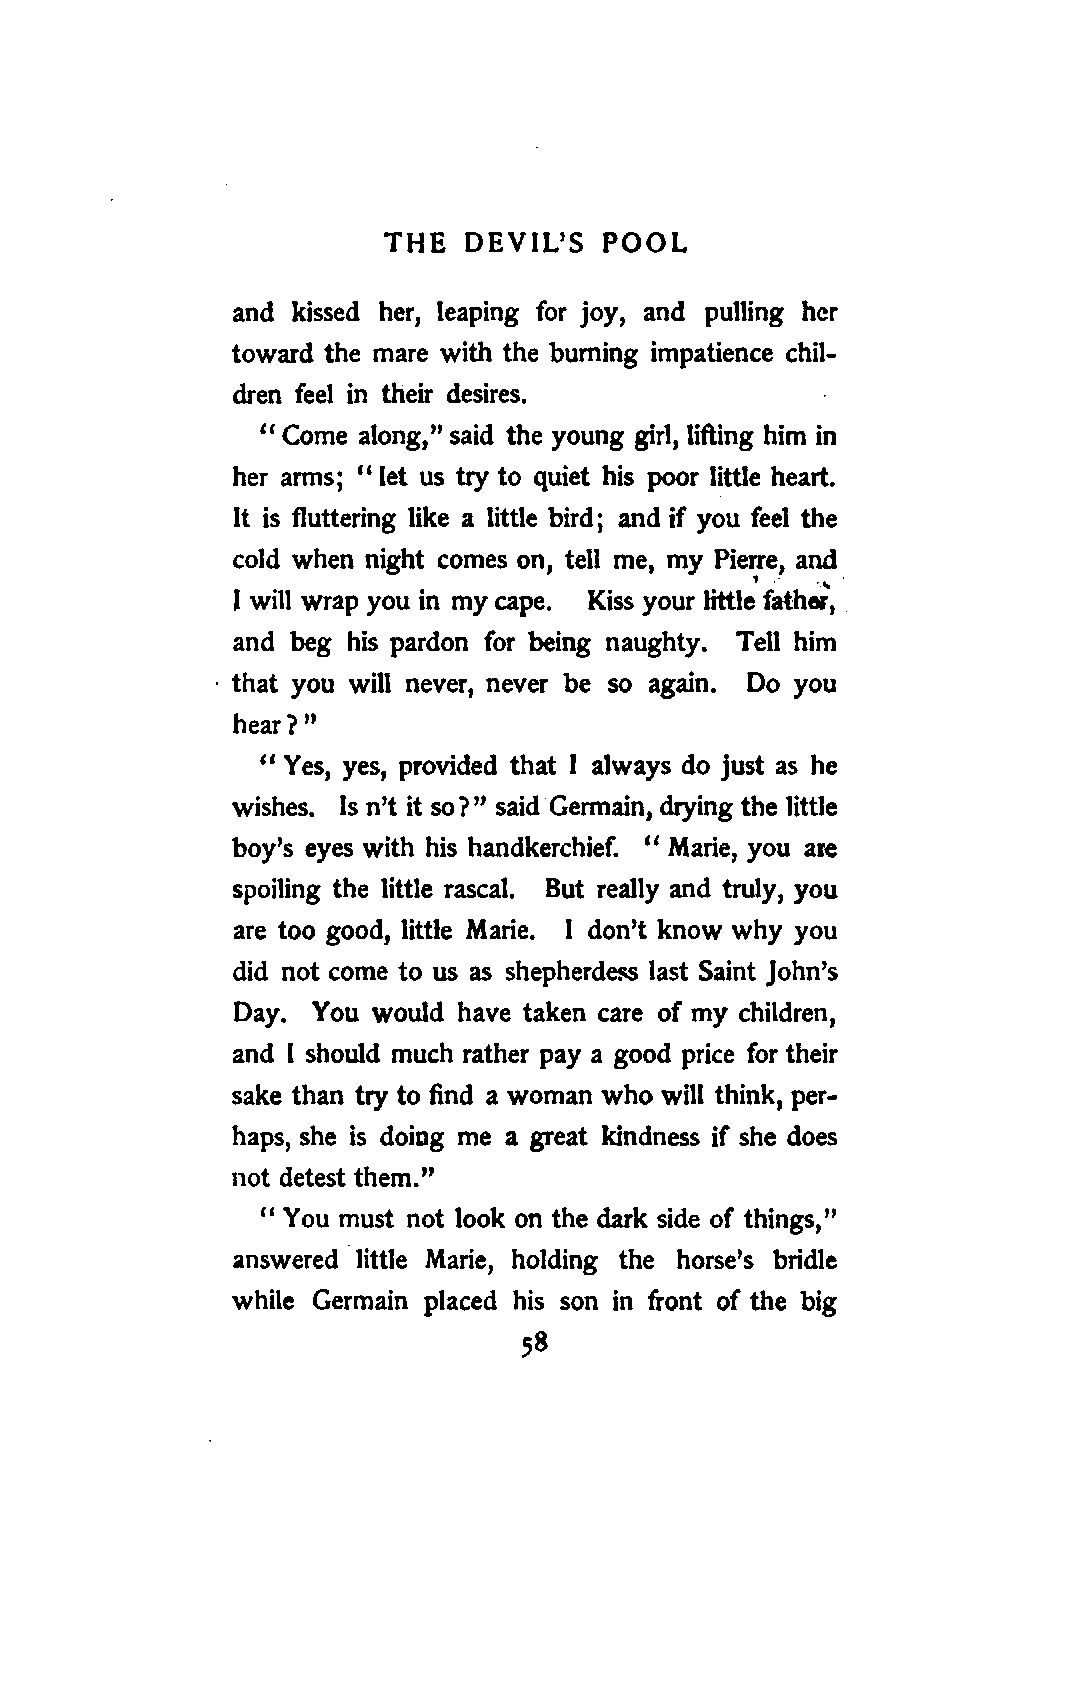 THE DEVIL'S POOL
and kissed her, leaping for joy, and pulling her
toward the mare with the burning impatience chil-
dren feel in their desires.
"Come along," said the young girl, lifting him in
her arms; "let us try to quiet his poor little heart.
It is fluttering like a little bird; and if you feel the
cold when night comes on, tell me, my Pierre, and
I will wrap you in my cape. Kiss your little father,
and beg his pardon for being naughty. Tell him
that you will never, never be so again. Do you
hear?"
"Yes, yes, provided that I always do just as he
wishes. Is n't it so?" said Germain, drying the little
boy's eyes with his handkerchief. "Marie, you are
spoiling the little rascal. But really and truly, you
are too good, little Marie. I don't know why you
did not come to us as shepherdess last Saint John's
Day. You would have taken care of my children,
and I should much rather pay a good price for their
sake than try to find a woman who will think, per-
haps, she is doing me a great kindness if she does
not detest them."
"You must not look on the dark side of things,"
answered little Marie, holding the horse's bridle
while Germain placed his son in front of the big
58